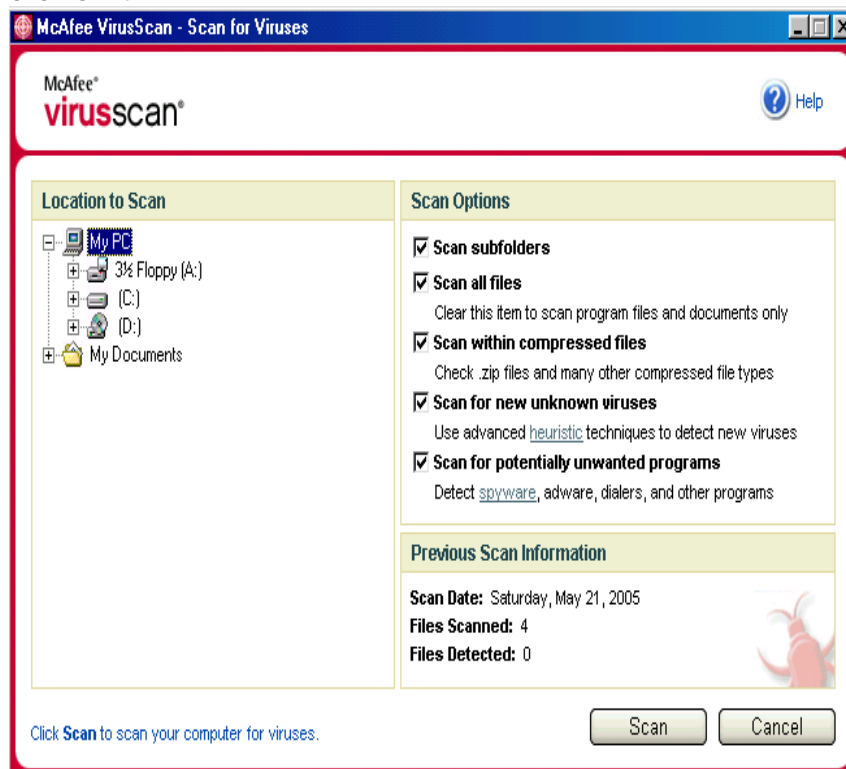 McAfee VirusScan - Scan for Viruses
McAfee®
virusscan®
Help
Location to Scan
My PC
3½ Floppy (A:)
(C:)
(D:)
My Documents
Scan Options
Scan subfolders
Scan all files
Clear this item to scan program files and documents only
Scan within compressed files
Check .zip files and many other compressed file types
Scan for new unknown viruses
Use advanced heuristic techniques to detect new viruses
Scan for potentially unwanted programs
Detect spyware, adware, dialers, and other programs
Previous Scan Information
Scan Date: Saturday, May 21, 2005
Files Scanned: 4
Files Detected: 0
Click Scan to scan your computer for viruses.
Scan
Cancel